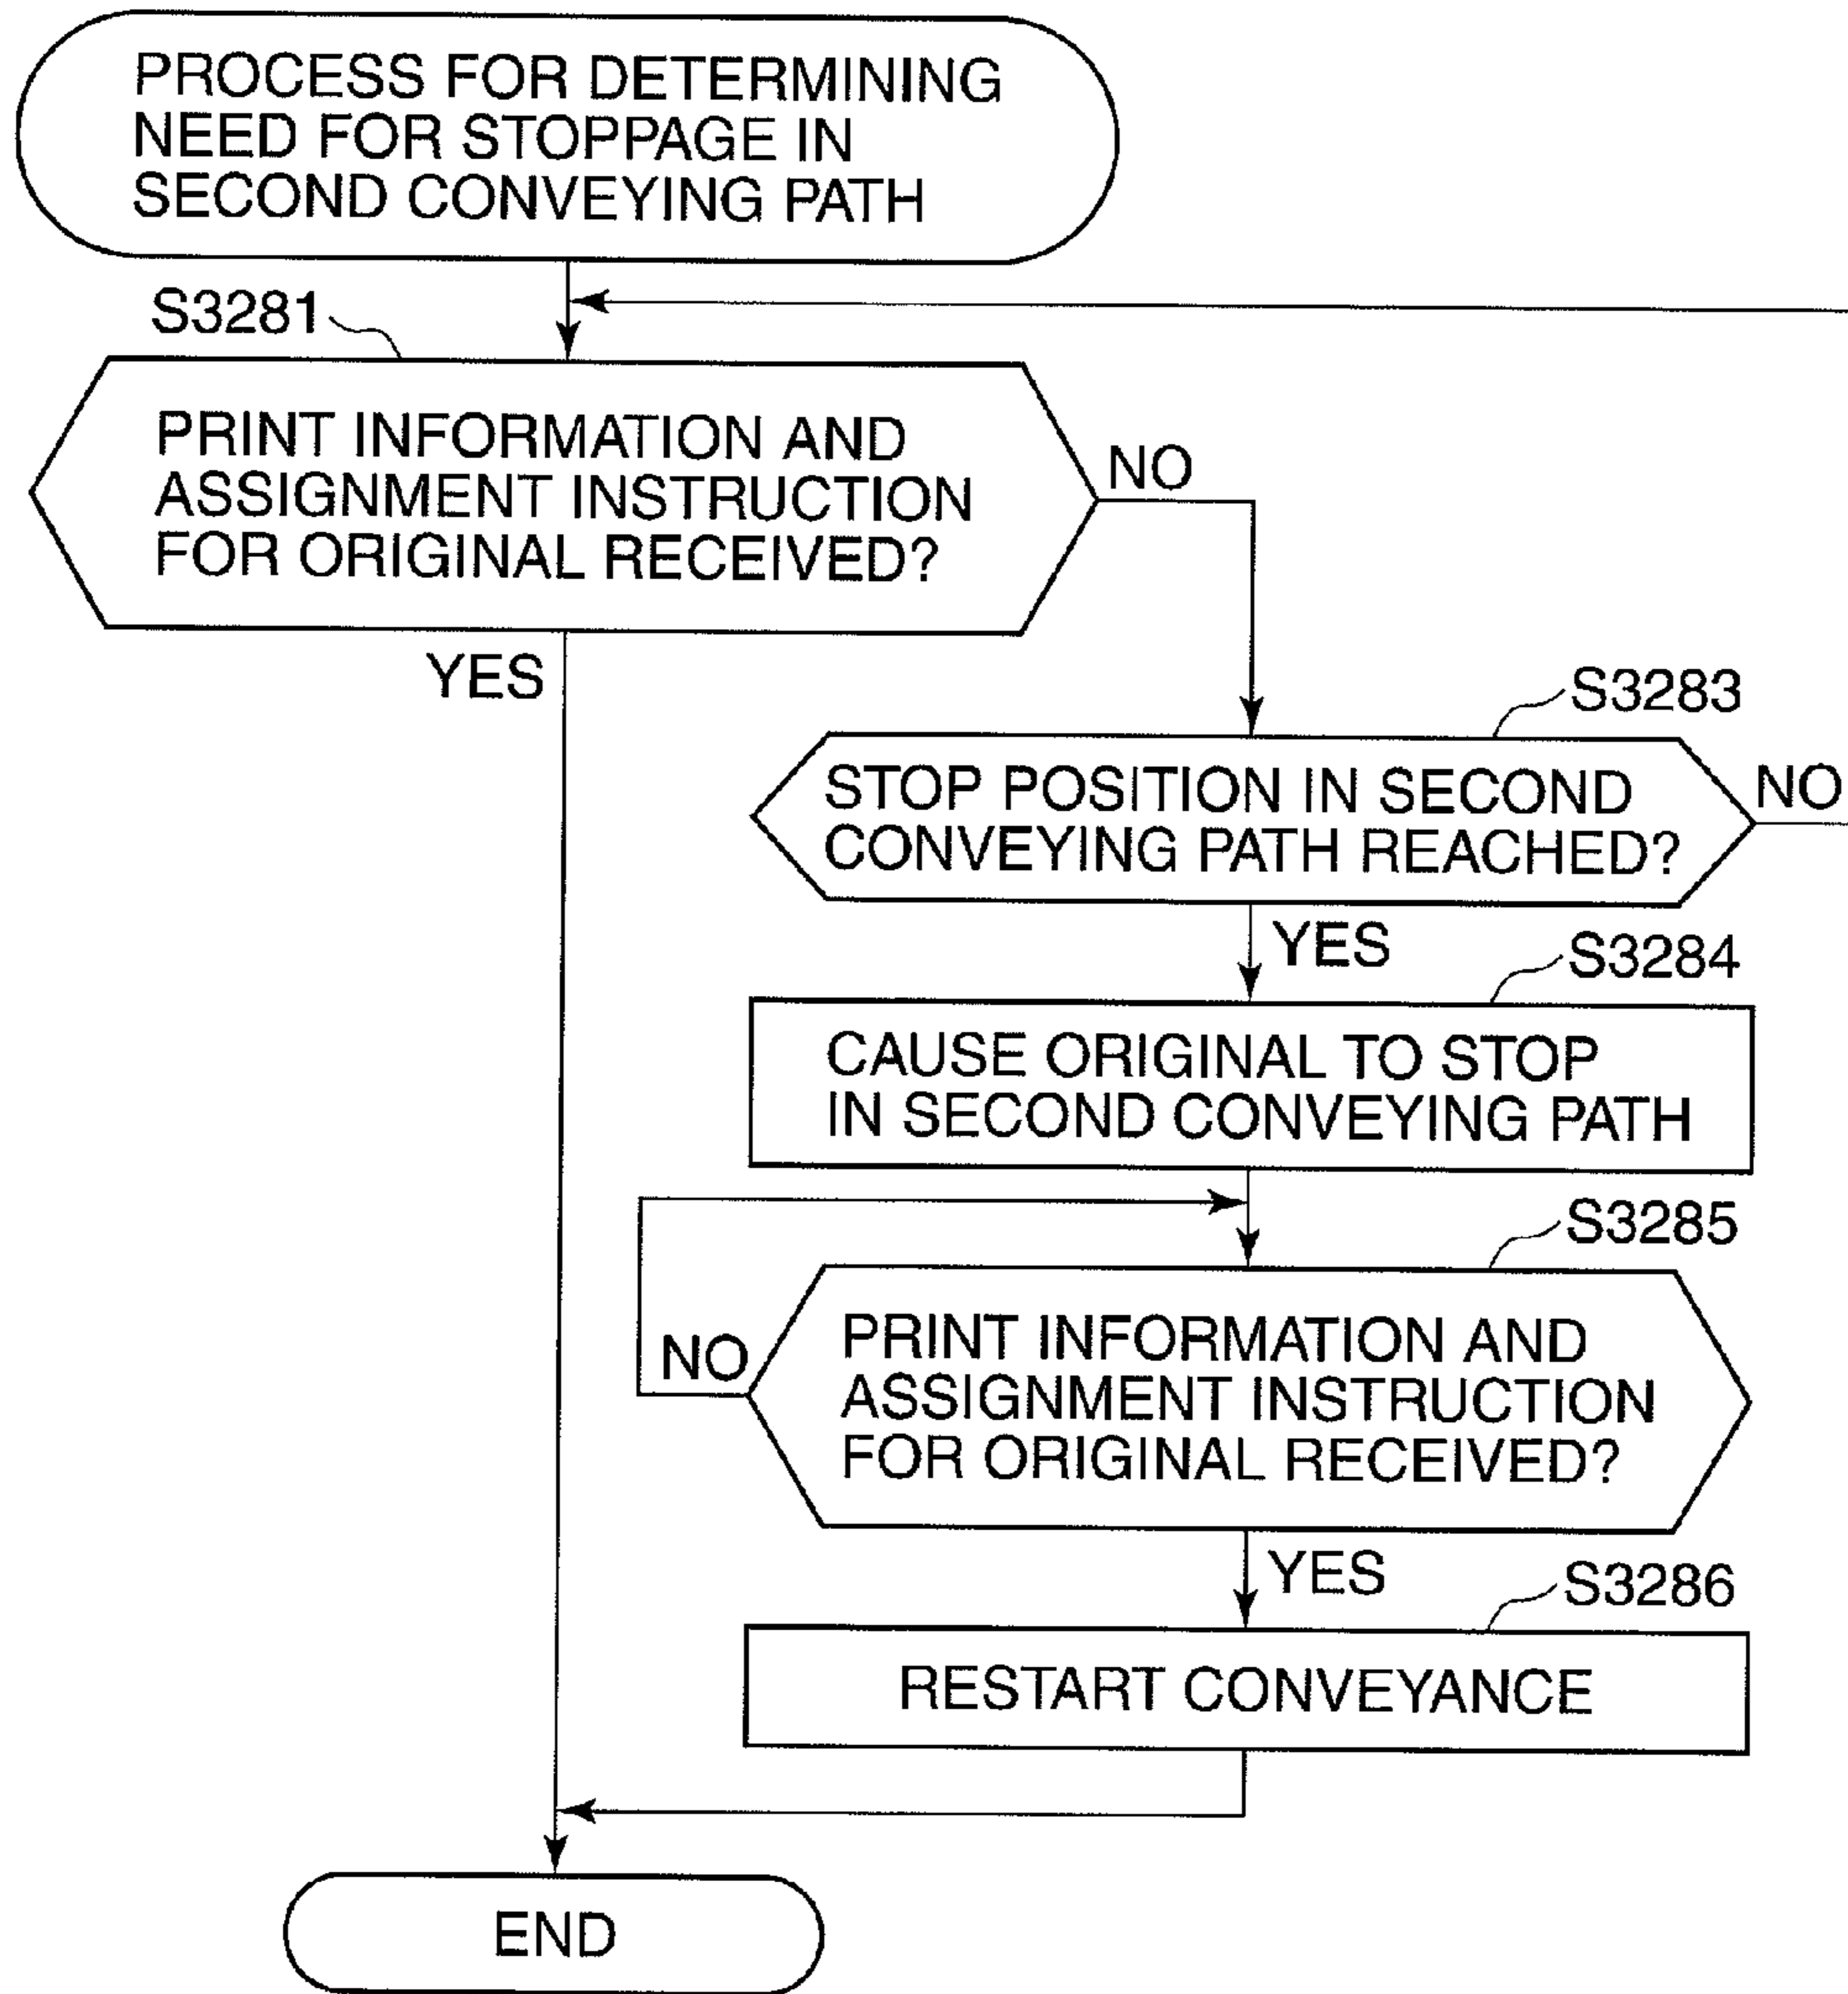 PROCESS FOR DETERMINING
NEED FOR STOPPAGE IN
SECOND CONVEYING PATH
S3281
PRINT INFORMATION AND
ASSIGNMENT INSTRUCTION
FOR ORIGINAL RECEIVED?
NO
YES
S3283
STOP POSITION IN SECOND
CONVEYING PATH REACHED?
NO
YES
S3284
CAUSE ORIGINAL TO STOP
IN SECOND CONVEYING PATH
S3285
PRINT INFORMATION AND
ASSIGNMENT INSTRUCTION
FOR ORIGINAL RECEIVED?
NO
YES
S3286
RESTART CONVEYANCE
END